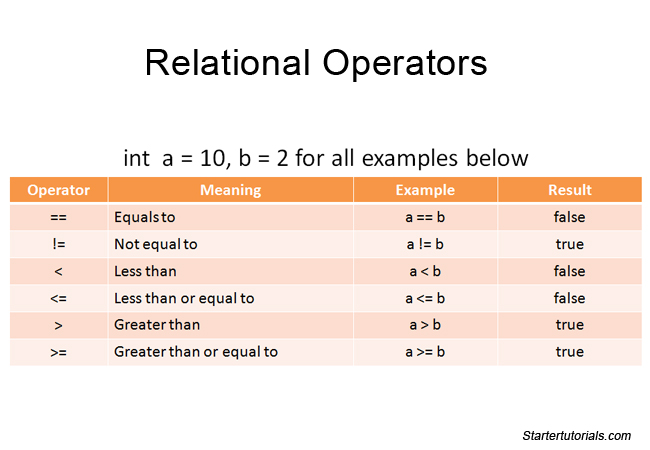 Relational Operators
int a = 10, b = 2 for all examples below
Operator Meaning Example Result
== Equals to a == b false
!= Not equal to a != b true
< Less than a < b false
<= Less than or equal to a <= b false
> Greater than a > b true
>= Greater than or equal to a >= b true
Startertutorials.com